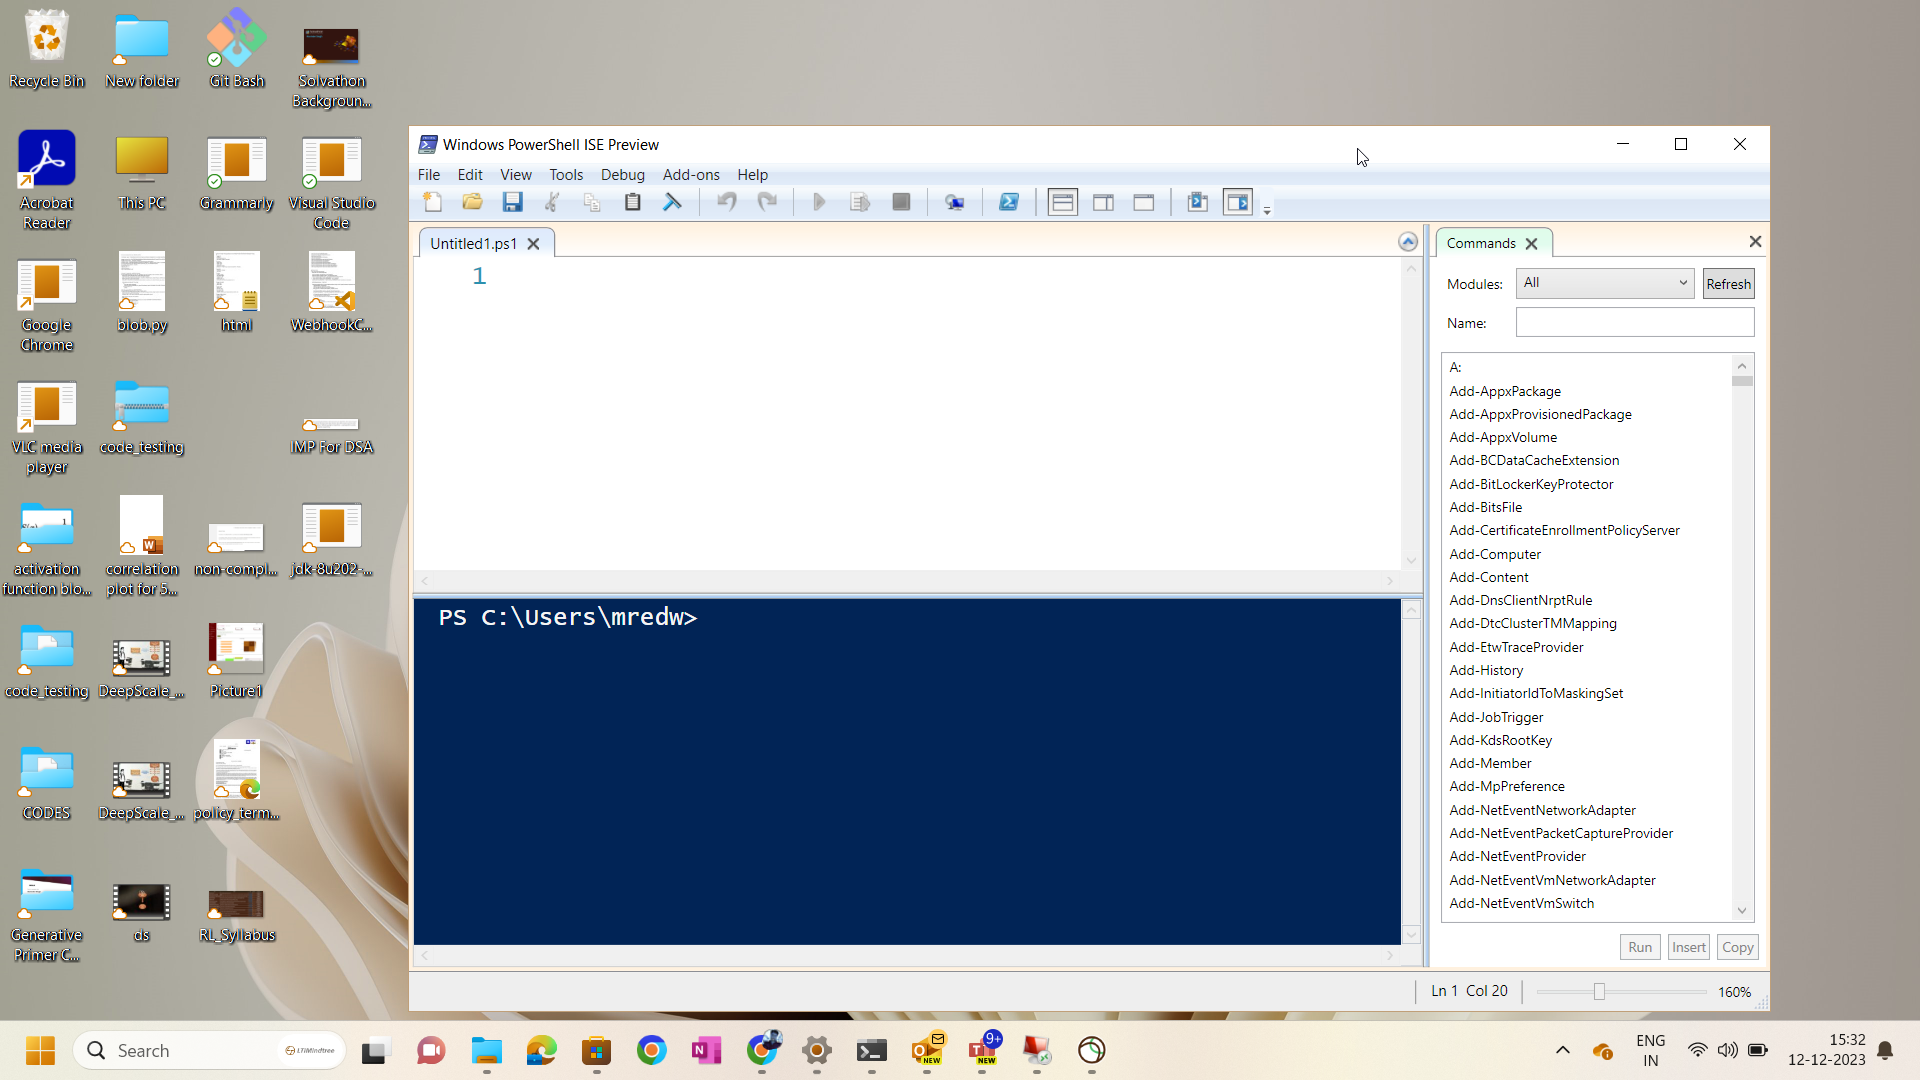 Recycle Bin
New folder
Git Bash
Solvathon
Backgroun...
Acrobat
Reader
This PC
Grammarly
Visual Studio
Code
Google
Chrome
blob.py
html
WebhookC...
VLC media
player
code_testing
IMP For DSA
activation
function blo...
correlation
plot for 5...
non-compl...
jdk-8u202-...
code_testing
DeepScale_...
Picture1
CODES
DeepScale_...
policy_term...
Generative
Primer C...
ds
RL_Syllabus
Windows PowerShell ISE Preview
File Edit View Tools Debug Add-ons Help
Untitled1.ps1
1
PS C:\Users\mredw>
Commands
Modules: All Refresh
Name:
A:
Add-AppxPackage
Add-AppxProvisionedPackage
Add-AppxVolume
Add-BCDataCacheExtension
Add-BitLockerKeyProtector
Add-BitsFile
Add-CertificateEnrollmentPolicyServer
Add-Computer
Add-Content
Add-DnsClientNrptRule
Add-DtcClusterTMMapping
Add-EtwTraceProvider
Add-History
Add-InitiatorIdToMaskingSet
Add-JobTrigger
Add-KdsRootKey
Add-Member
Add-MpPreference
Add-NetEventNetworkAdapter
Add-NetEventPacketCaptureProvider
Add-NetEventProvider
Add-NetEventVmNetworkAdapter
Add-NetEventVmSwitch
Run Insert Copy
Ln 1 Col 20
160%
Search
LTIMindtree
NEW
9+
NEW
ENG
IN
15:32
12-12-2023